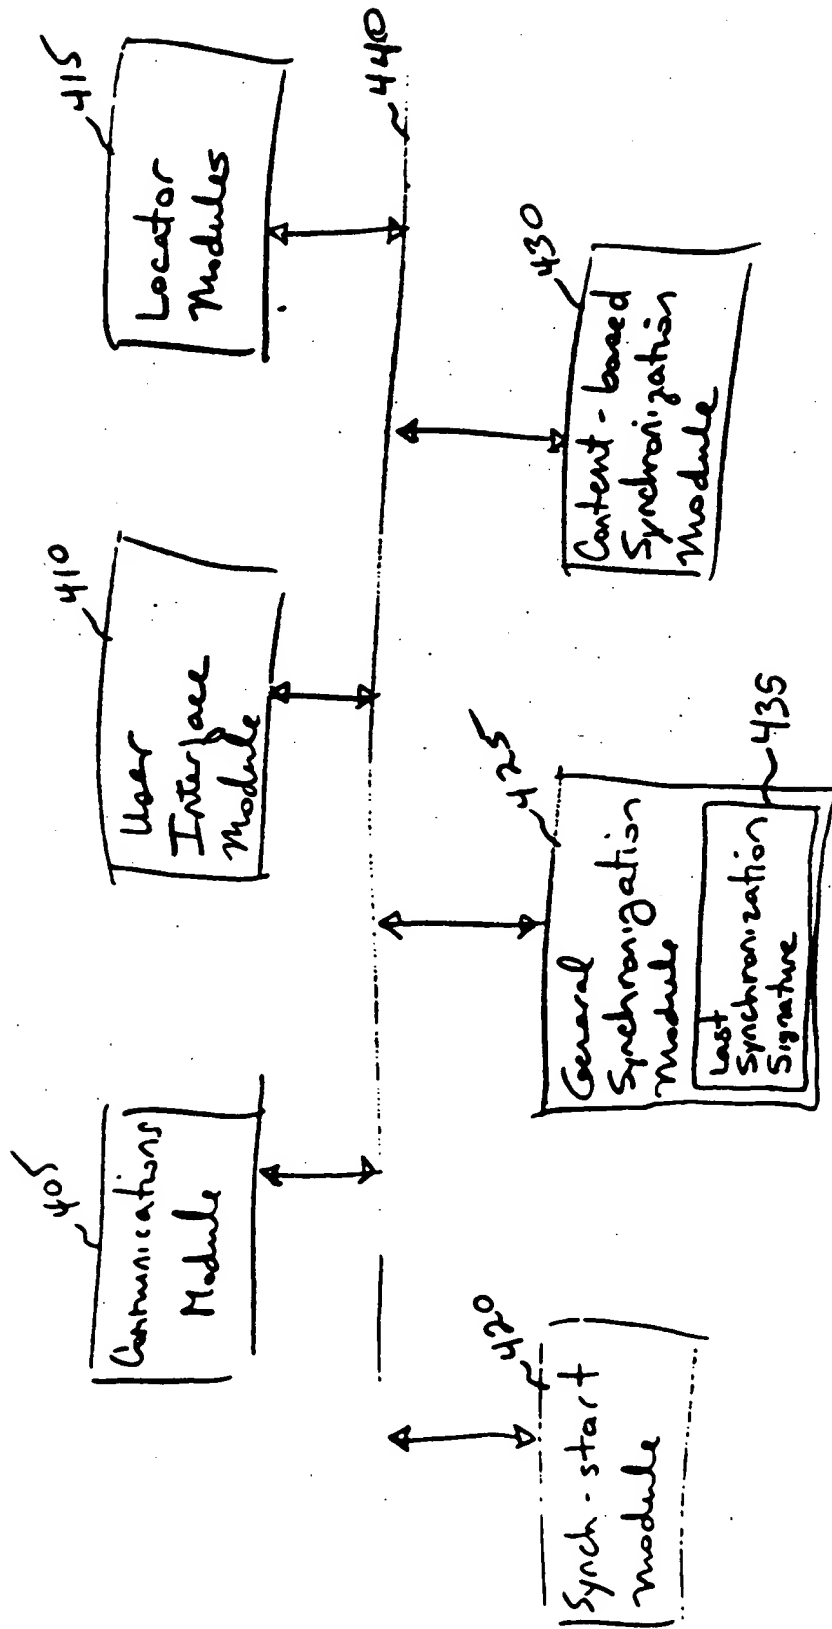 405
Communications
Module
410
User
Interface
Module
415
Locator
Modules
440
420
Synch-start
Module
425
General
Synchronization
Module
Last
Synchronization
Signature
435
430
Content-based
Synchronization
Module